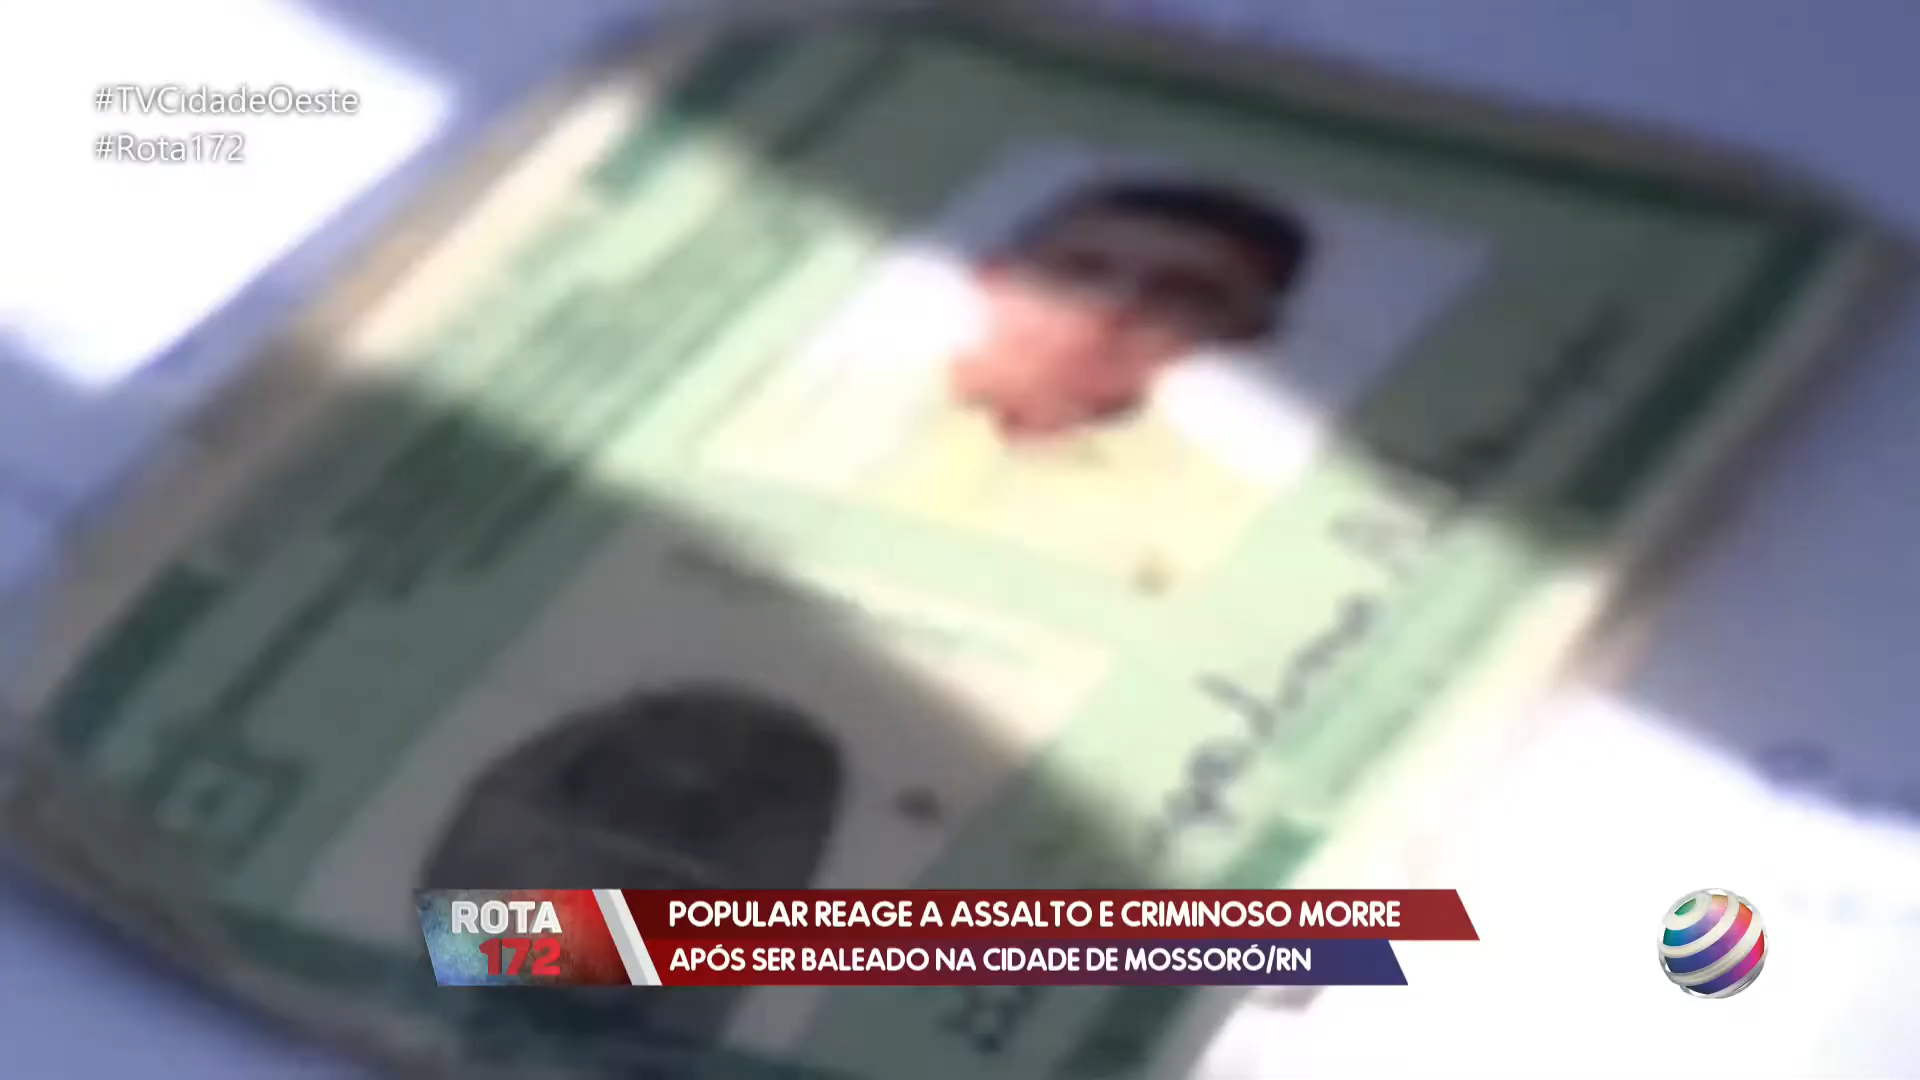 #TVCidadeOeste
#Rota172
ROTA
172
POPULAR REAGE A ASSALTO E CRIMINOSO MORRE
APÓS SER BALEADO NA CIDADE DE MOSSORÓ/RN